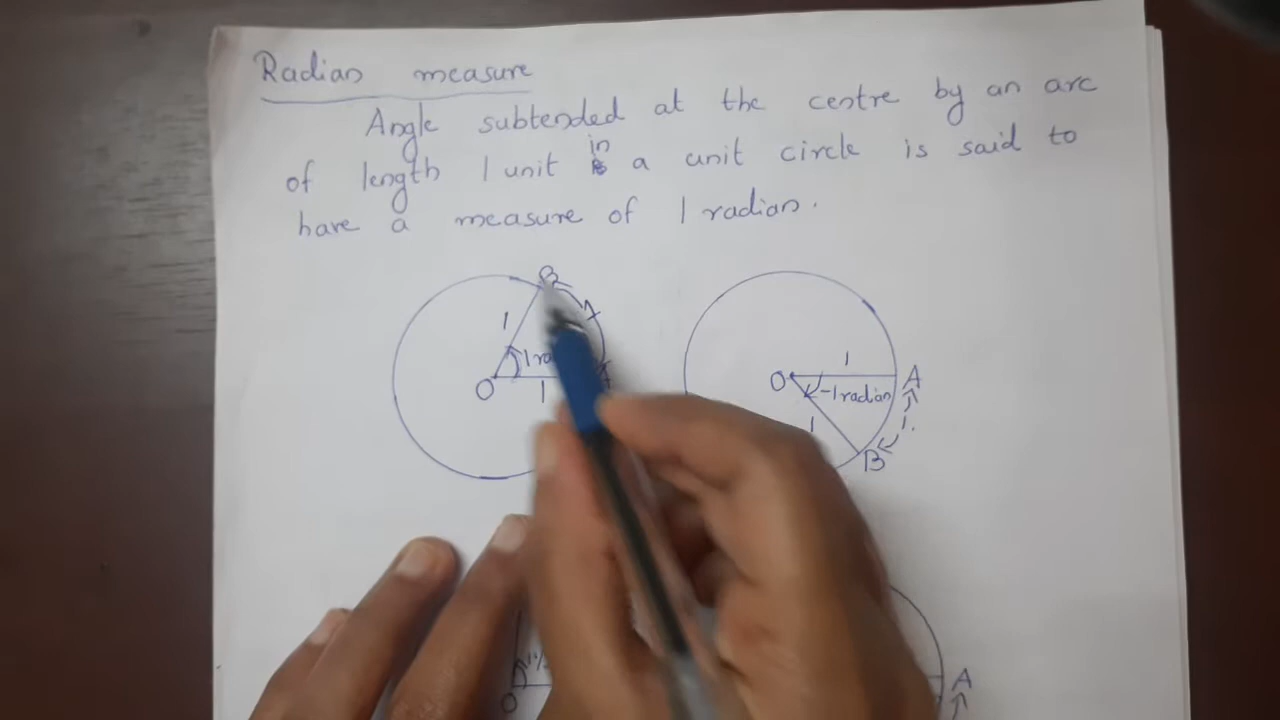 Radian measure
Angle subtended at the centre by an arc
of length 1 unit in a unit circle is said to
have a measure of 1 radian.
B
1
1
O
1
O
1
A
-1 radian
1
B
O
A